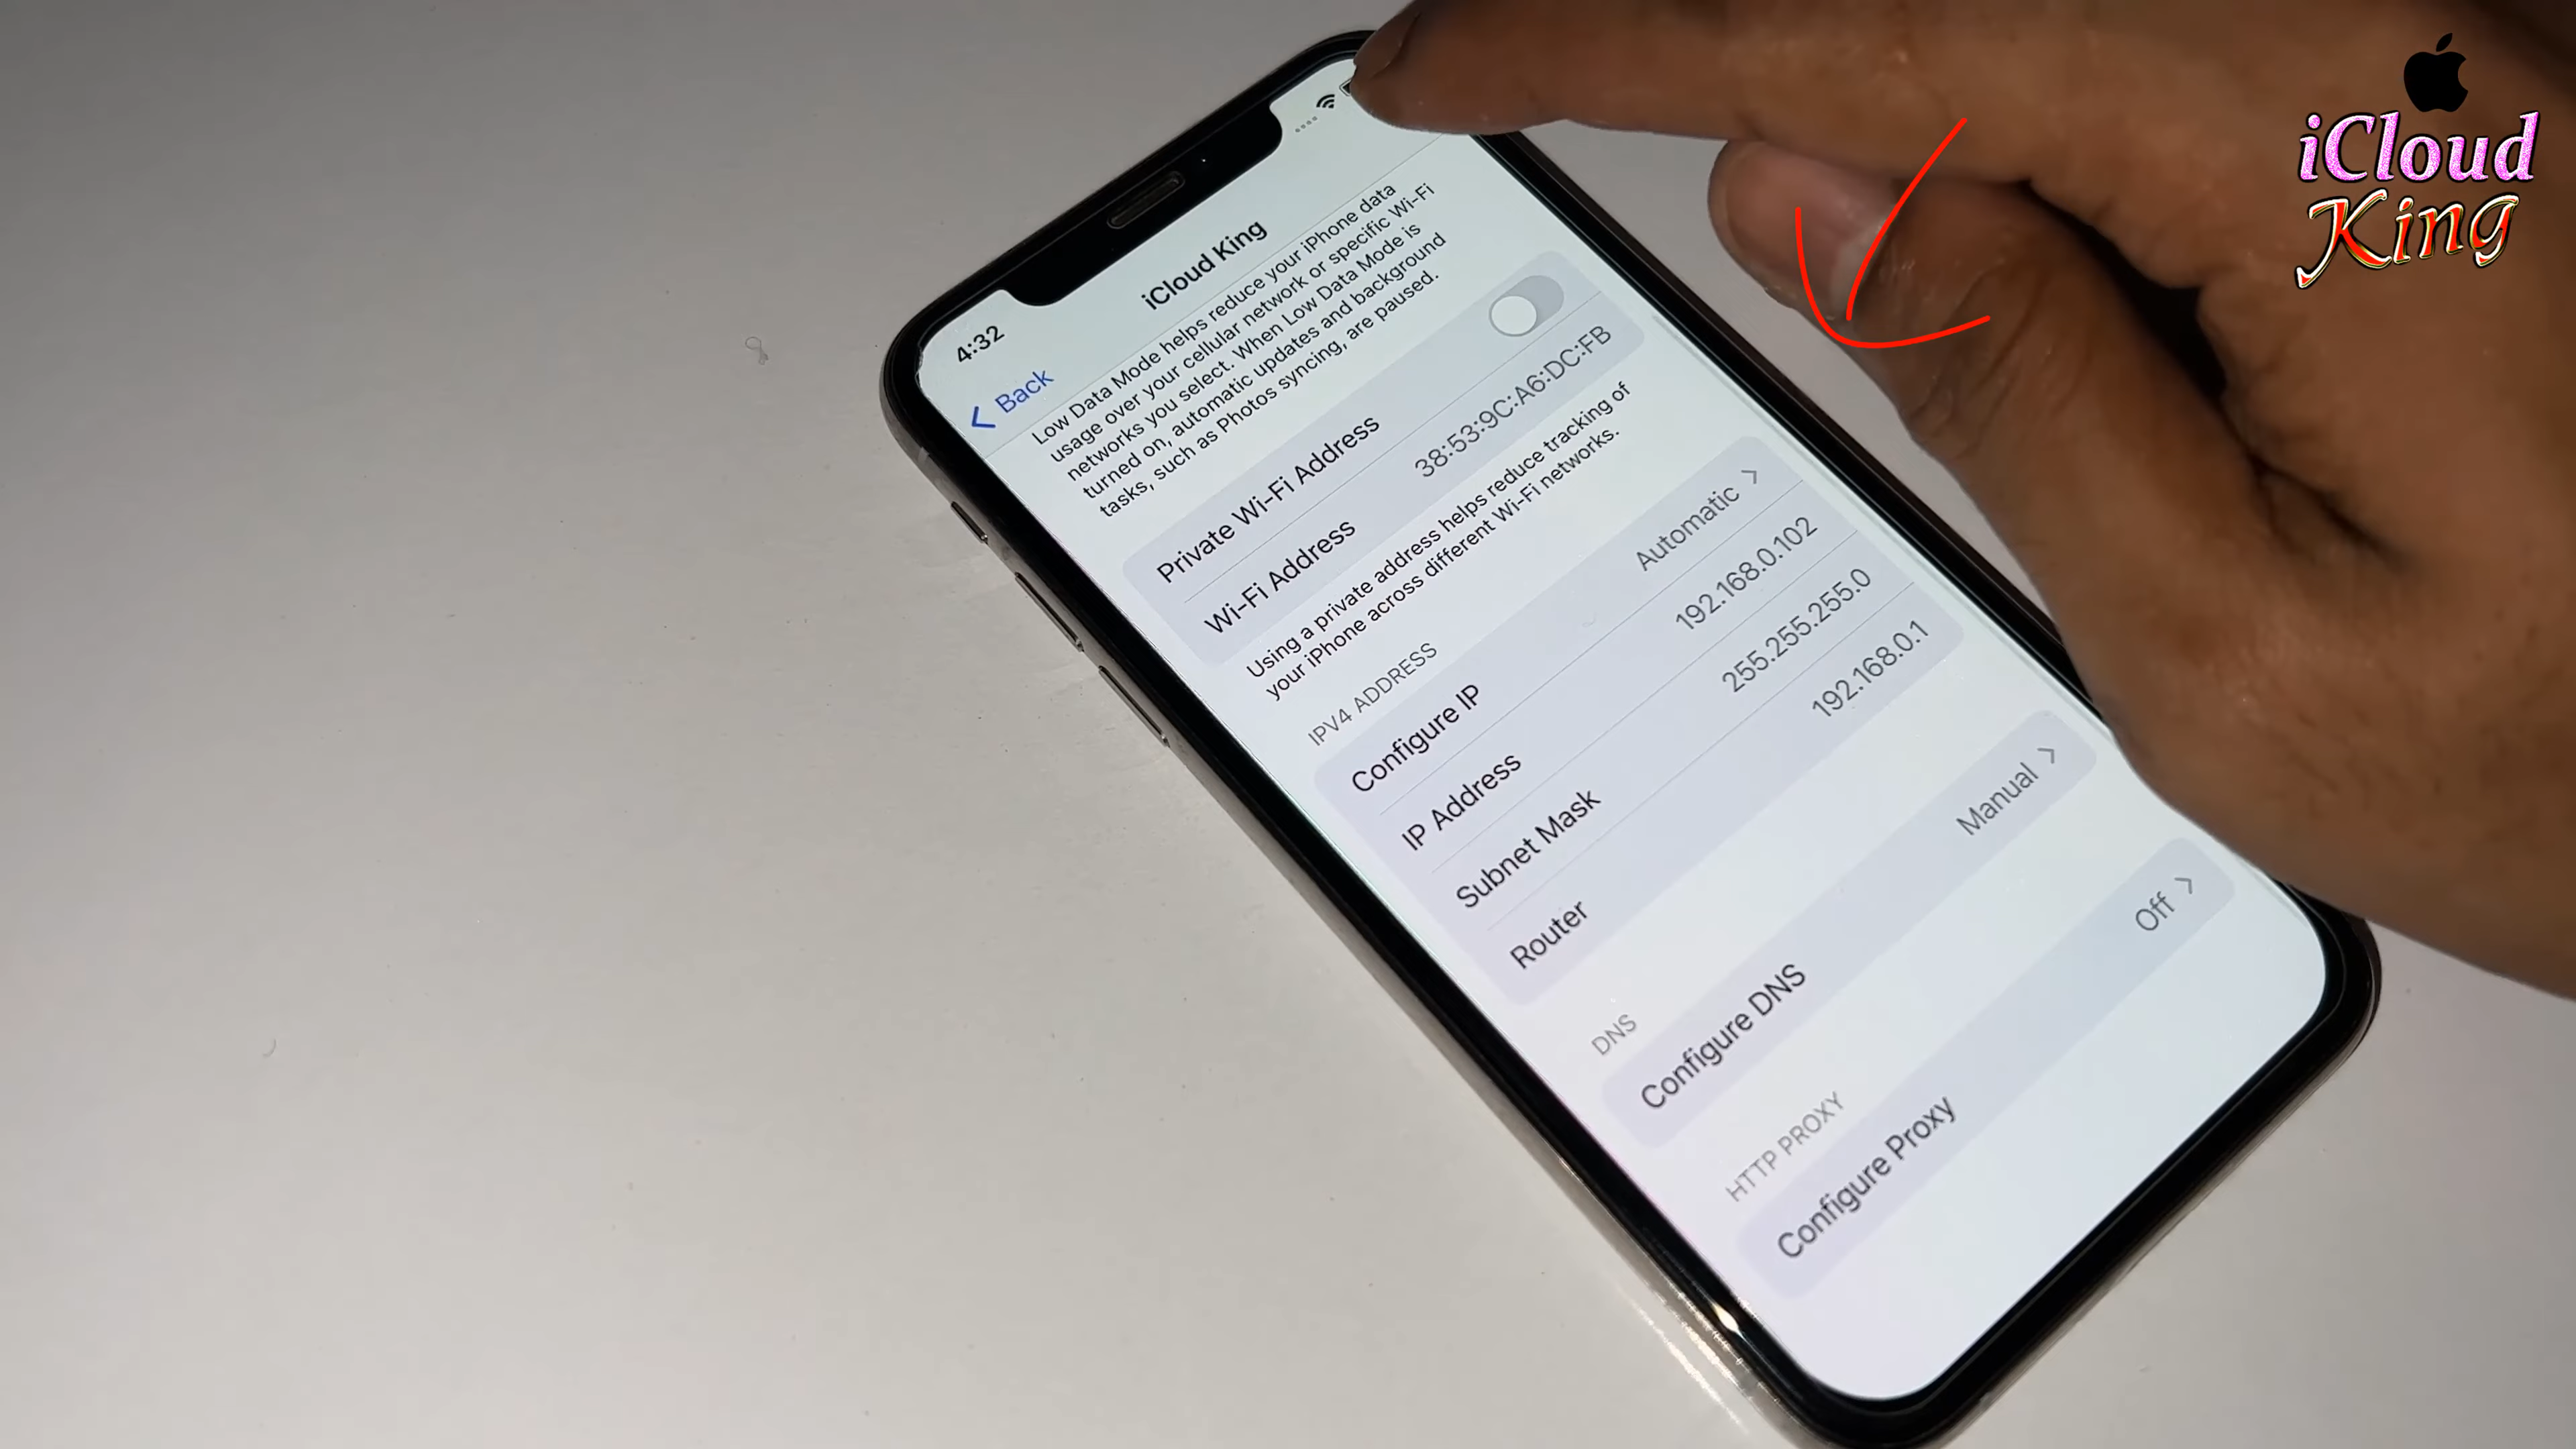 iCloud
King
4:32
Back
iCloud King
Low Data Mode helps reduce your iPhone data
usage over your cellular network or specific Wi-Fi
networks you select. When Low Data Mode is
turned on, automatic updates and background
tasks, such as Photos syncing, are paused.
Private Wi-Fi Address
Wi-Fi Address 38:53:9C:A6:DC:FB
Using a private address helps reduce tracking of
your iPhone across different Wi-Fi networks.
IPV4 ADDRESS
Configure IP Automatic
IP Address 192.168.0.102
Subnet Mask 255.255.255.0
Router 192.168.0.1
DNS
Configure DNS Manual
HTTP PROXY
Configure Proxy Off